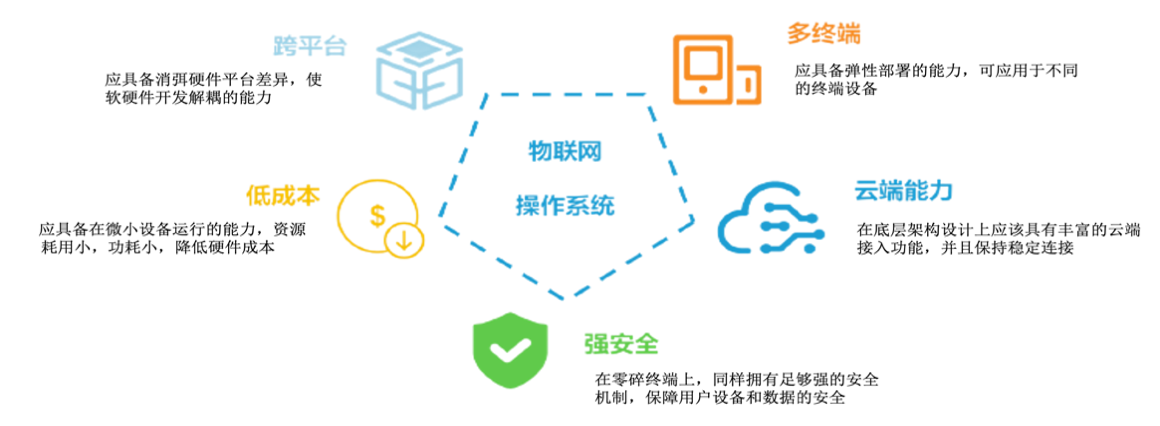 跨平台
应具备消弭硬件平台差异，使
软硬件开发解耦的能力
多终端
应具备弹性部署的能力，可应用于不同
的终端设备
物联网
操作系统
低成本
应具备在微小设备运行的能力，资源
耗用小，功耗小，降低硬件成本
$
云端能力
在底层架构设计上应该具有丰富的云端
接入功能，并且保持稳定连接
强安全
在零碎终端上，同样拥有足够强的安全
机制，保障用户设备和数据的安全